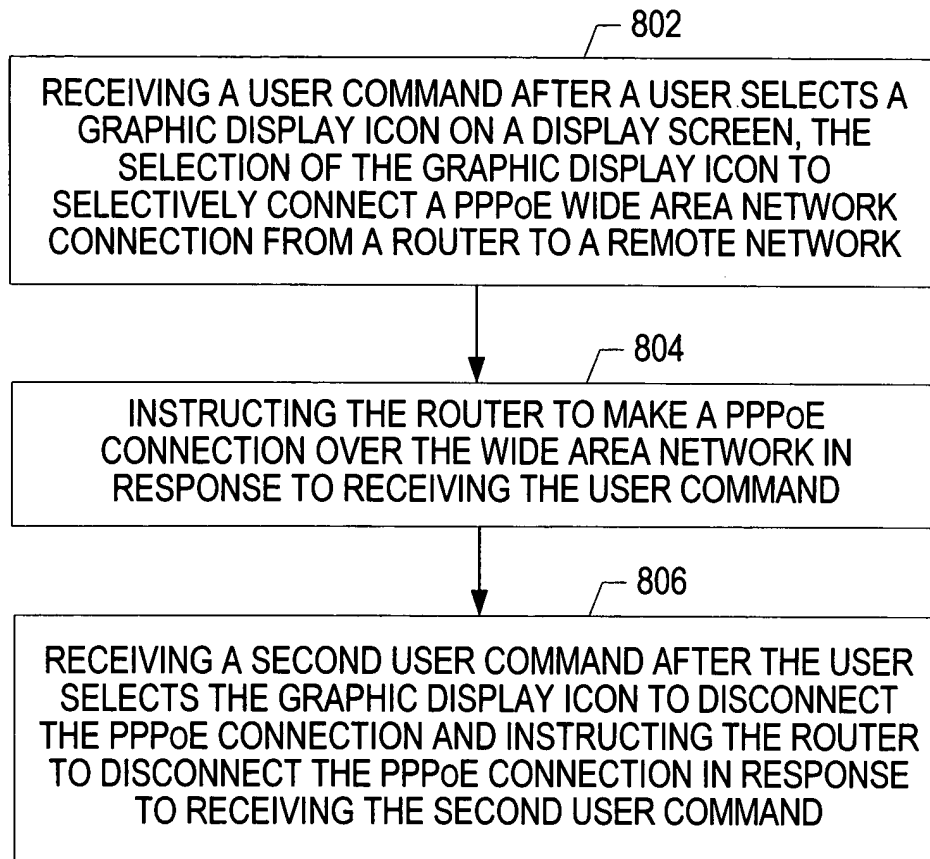 802
RECEIVING A USER COMMAND AFTER A USER SELECTS A
GRAPHIC DISPLAY ICON ON A DISPLAY SCREEN, THE
SELECTION OF THE GRAPHIC DISPLAY ICON TO
SELECTIVELY CONNECT A PPPoE WIDE AREA NETWORK
CONNECTION FROM A ROUTER TO A REMOTE NETWORK
804
INSTRUCTING THE ROUTER TO MAKE A PPPoE
CONNECTION OVER THE WIDE AREA NETWORK IN
RESPONSE TO RECEIVING THE USER COMMAND
806
RECEIVING A SECOND USER COMMAND AFTER THE USER
SELECTS THE GRAPHIC DISPLAY ICON TO DISCONNECT
THE PPPoE CONNECTION AND INSTRUCTING THE ROUTER
TO DISCONNECT THE PPPoE CONNECTION IN RESPONSE
TO RECEIVING THE SECOND USER COMMAND